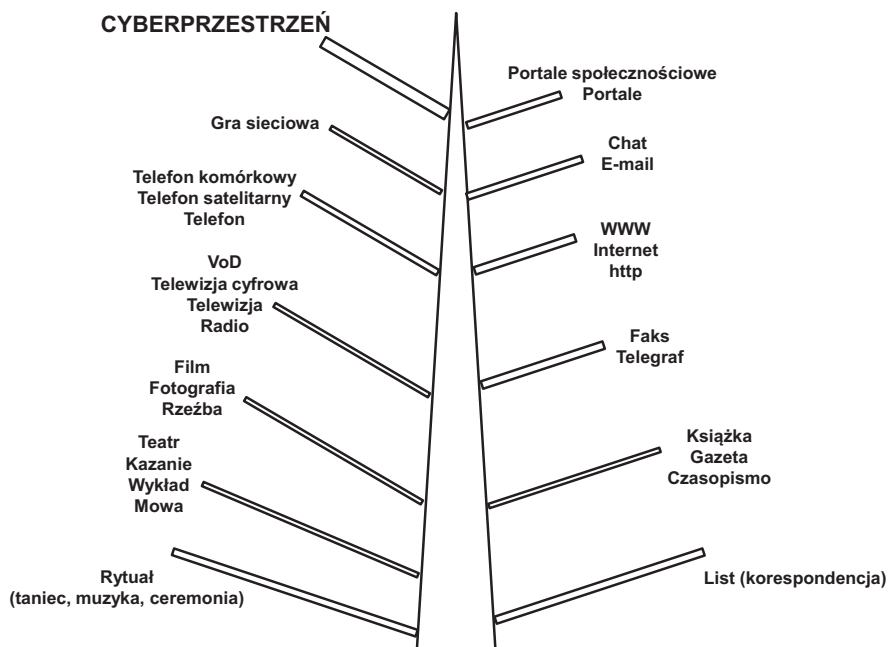 CYBERPRZESTRZEŃ
Gra sieciowa
Telefon komórkowy
Telefon satelitarny
Telefon
VoD
Telewizja cyfrowa
Telewizja
Radio
Film
Fotografia
Rzeźba
Teatr
Kazanie
Wykład
Mowa
Rytuał
(taniec, muzyka, ceremonia)
Portale społecznościowe
Portale
Chat
E-mail
WWW
Internet
http
Faks
Telegraf
Książka
Gazeta
Czasopismo
List (korespondencja)